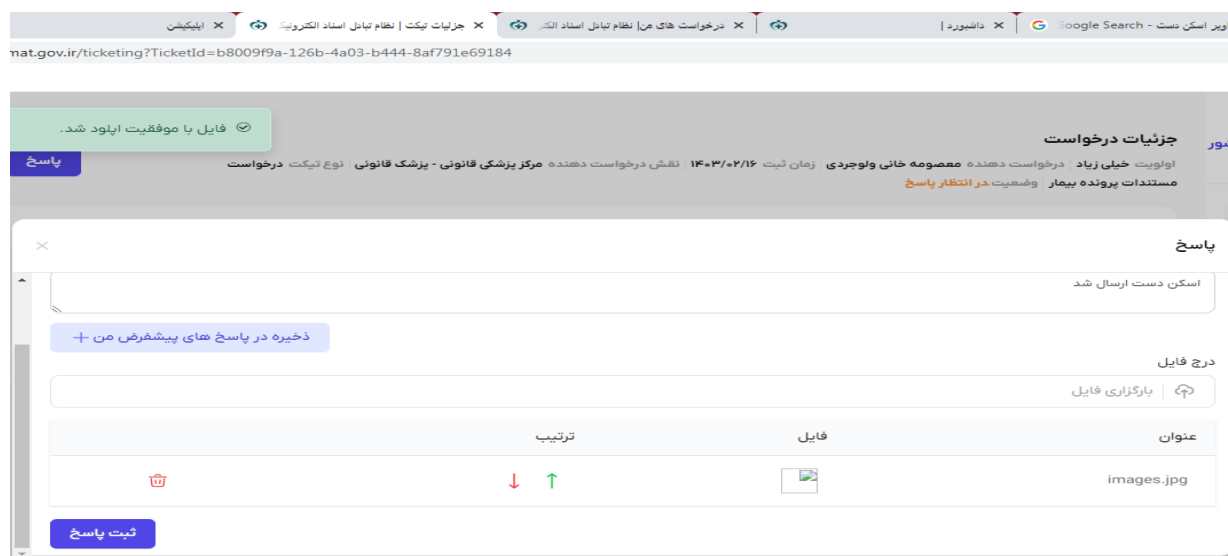 ویر اسکن دست - Google Search
داشبورد |
درخواست های من| نظام تبادل اسناد الکتر
جزئیات تیکت | نظام تبادل اسناد الکترونیک
اپلیکیشن
mat.gov.ir/ticketing?TicketId=b8009f9a-126b-4a03-b444-8af791e69184
فایل با موفقیت اپلود شد.
جزئیات درخواست
پاسخ
اولویت خیلی زیاد | درخواست دهنده معصومه خانی ولوجردی | زمان ثبت ۱۴۰۳/۰۲/۱۶ | نقش درخواست دهنده مرکز پزشکی قانونی - پزشک قانونی | نوع تیکت درخواست
مستندات پرونده بیمار | وضعیت در انتظار پاسخ
پاسخ
اسکن دست ارسال شد
ذخیره در پاسخ های پیشفرض من +
درج فایل
بارگزاری فایل
عنوان فایل ترتیب
images.jpg
ثبت پاسخ